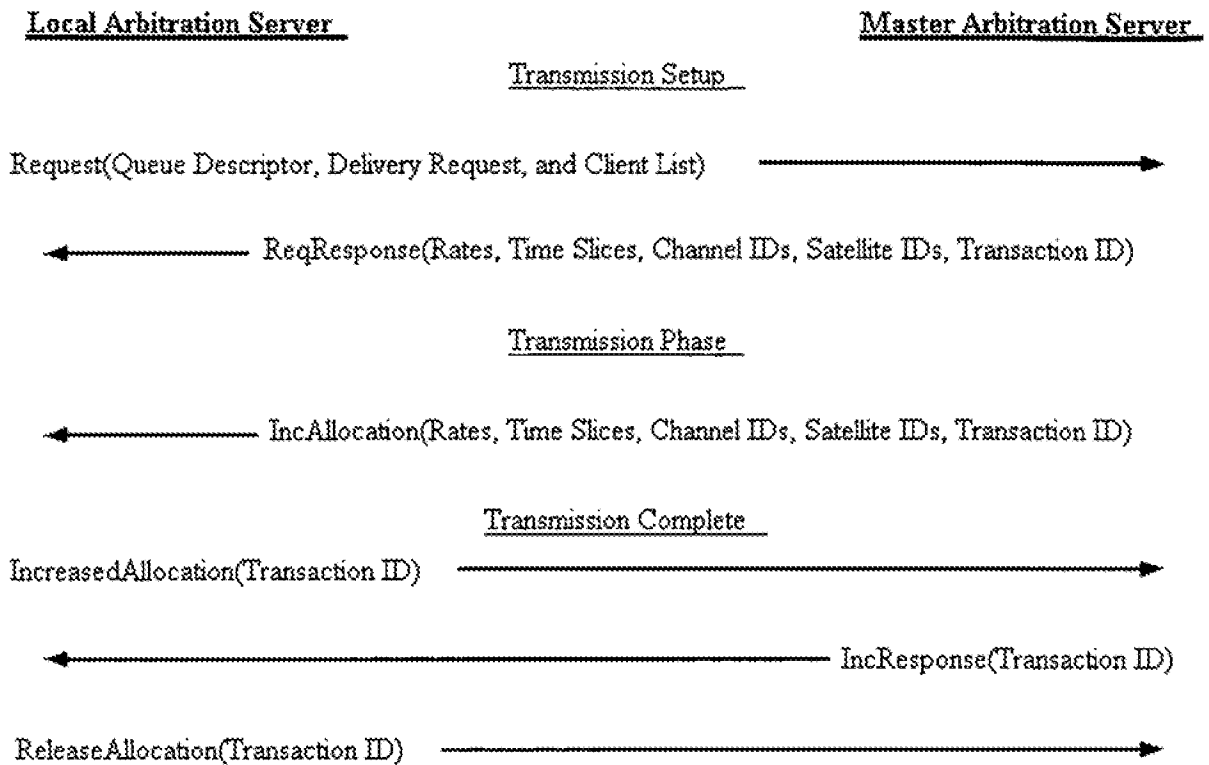 Local Arbitration Server Master Arbitration Server
Transmission Setup
Request(Queue Descriptor, Delivery Request, and Client List)
ReqResponse(Rates, Time Slices, Channel IDs, Satellite IDs, Transaction ID)
Transmission Phase
IncAllocation(Rates, Time Slices, Channel IDs, Satellite IDs, Transaction ID)
Transmission Complete
IncreasedAllocation(Transaction ID)
IncResponse(Transaction ID)
ReleaseAllocation(Transaction ID)